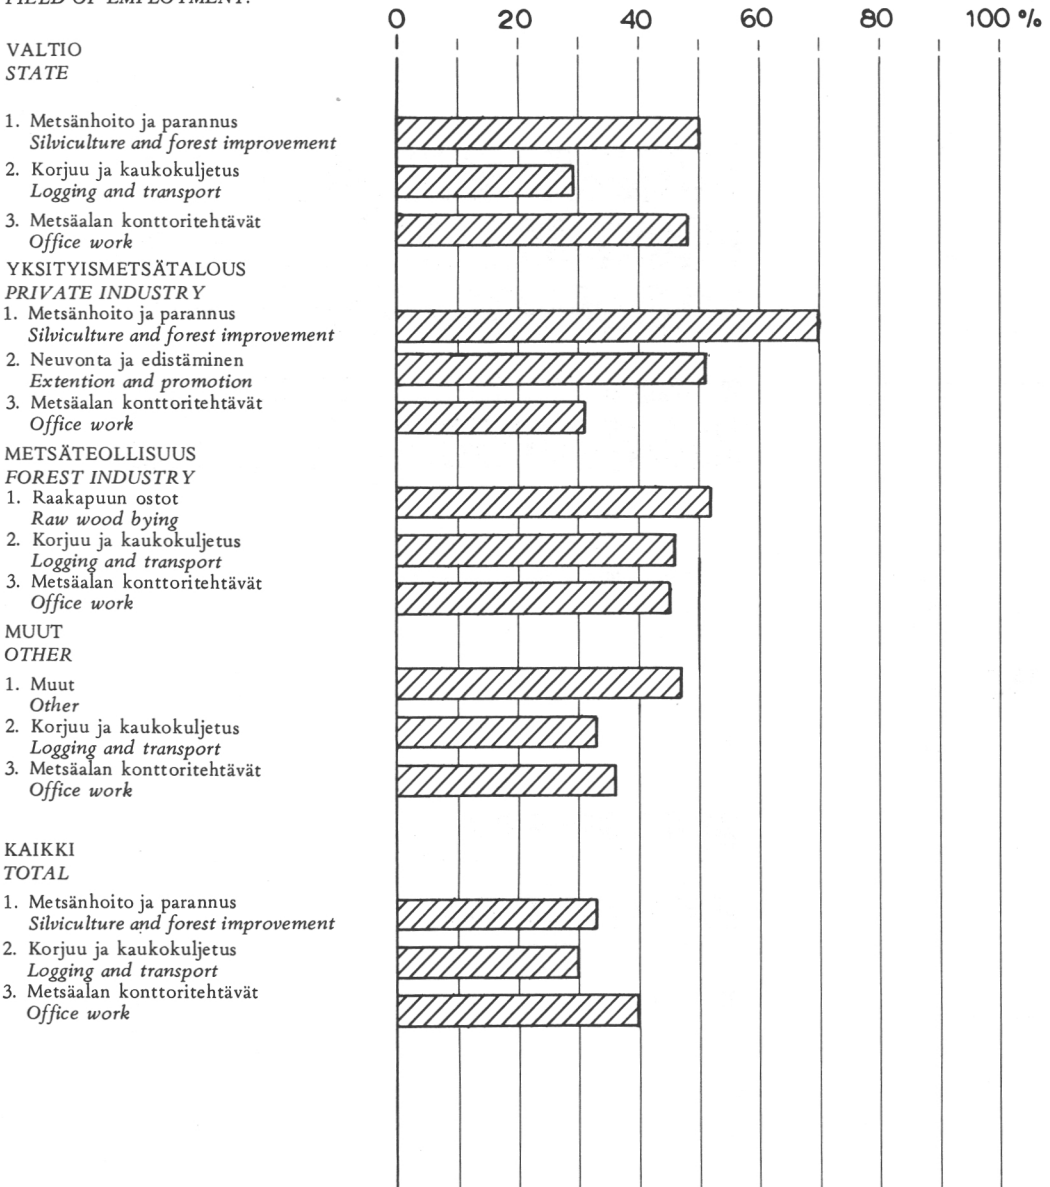 FIELD OF EMPLOYMENT:
0 20 40 60 80 100 %
VALTIO
STATE
1. Metsänhoito ja parannus
Silviculture and forest improvement
2. Korjuu ja kaukokuljetus
Logging and transport
3. Metsäalan konttoritehtävät
Office work
YKSITYISMETSÄTALOUS
PRIVATE INDUSTRY
1. Metsänhoito ja parannus
Silviculture and forest improvement
2. Neuvonta ja edistäminen
Extention and promotion
3. Metsäalan konttoritehtävät
Office work
METSÄTEOLLISUUS
FOREST INDUSTRY
1. Raakapuun ostot
Raw wood bying
2. Korjuu ja kaukokuljetus
Logging and transport
3. Metsäalan konttoritehtävät
Office work
MUUT
OTHER
1. Muut
Other
2. Korjuu ja kaukokuljetus
Logging and transport
3. Metsäalan konttoritehtävät
Office work
KAIKKI
TOTAL
1. Metsänhoito ja parannus
Silviculture and forest improvement
2. Korjuu ja kaukokuljetus
Logging and transport
3. Metsäalan konttoritehtävät
Office work